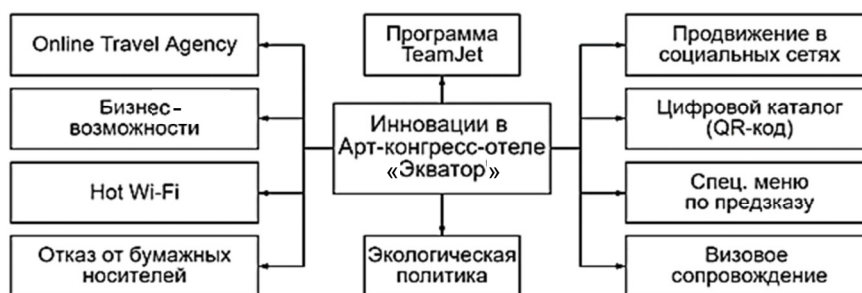 Online Travel Agency
Бизнес-
возможности
Hot Wi-Fi
Отказ от бумажных
носителей
Программа
TeamJet
Инновации в
Арт-конгресс-отеле
«Экватор»
Экологическая
политика
Продвижение в
социальных сетях
Цифровой каталог
(QR-код)
Спец. меню
по предзказу
Визовое
сопровождение